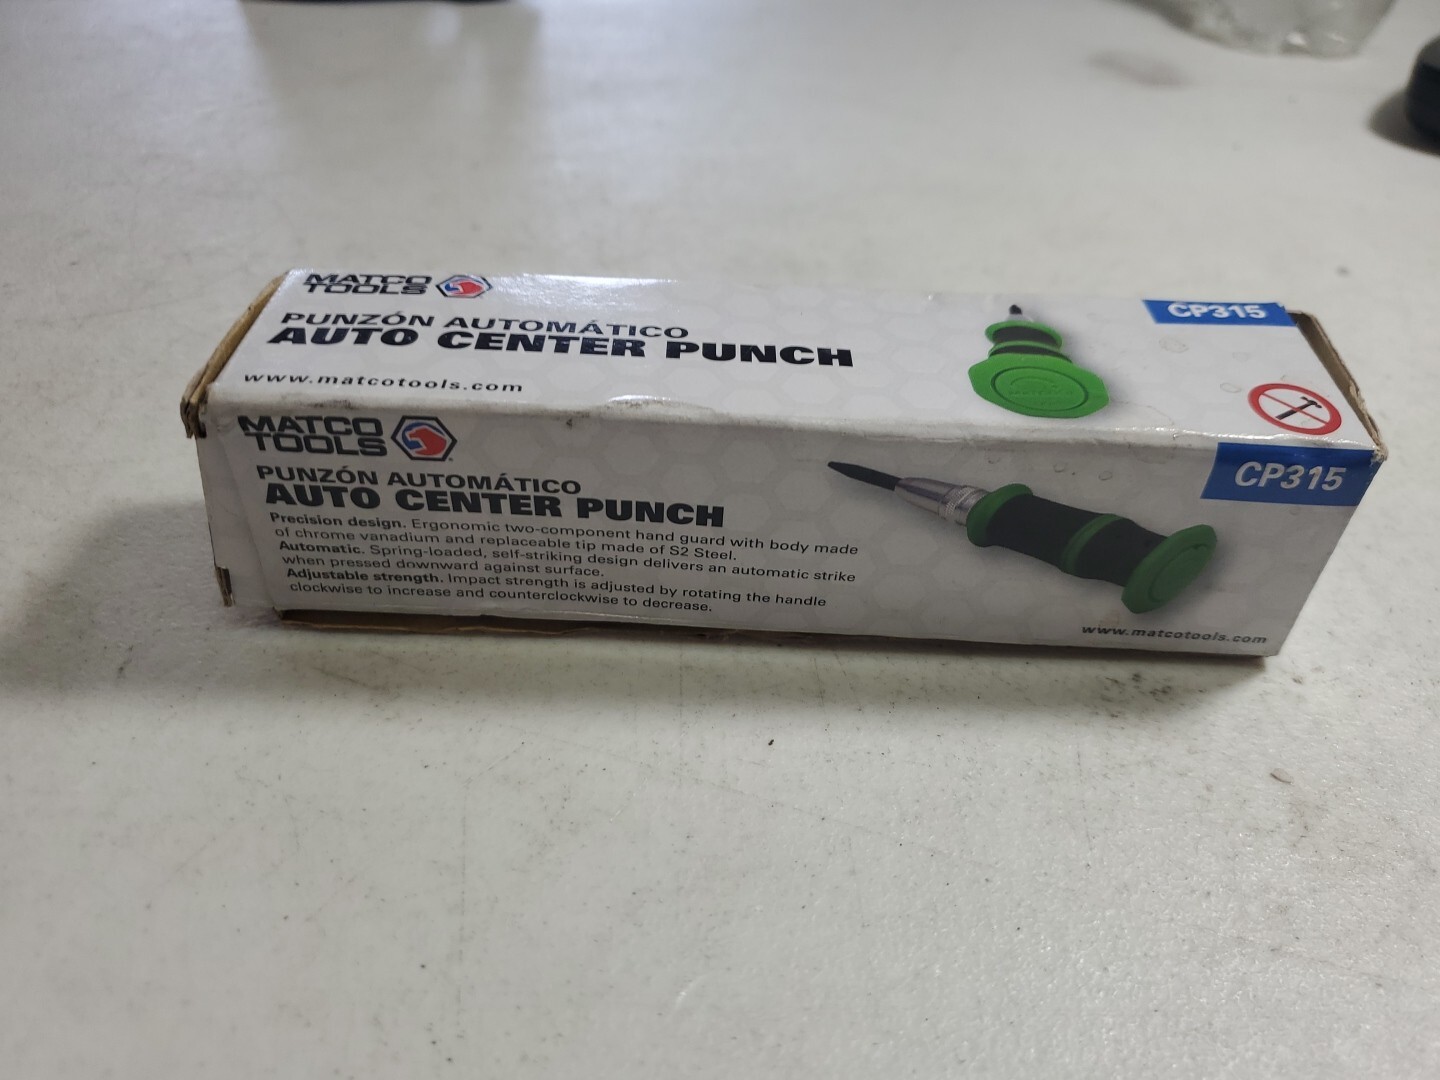 MATCO
TOOLS
PUNZÓN AUTOMÁTICO
AUTO CENTER PUNCH
www.matcotools.com
CP315
MATCO
TOOLS
PUNZÓN AUTOMÁTICO
AUTO CENTER PUNCH
Precision design. Ergonomic two-component hand guard with body made
of chrome vanadium and replaceable tip made of S2 Steel.
Automatic. Spring-loaded, self-striking design delivers an automatic strike
when pressed downward against surface.
Adjustable strength. Impact strength is adjusted by rotating the handle
clockwise to increase and counterclockwise to decrease.
CP315
www.matcotools.com